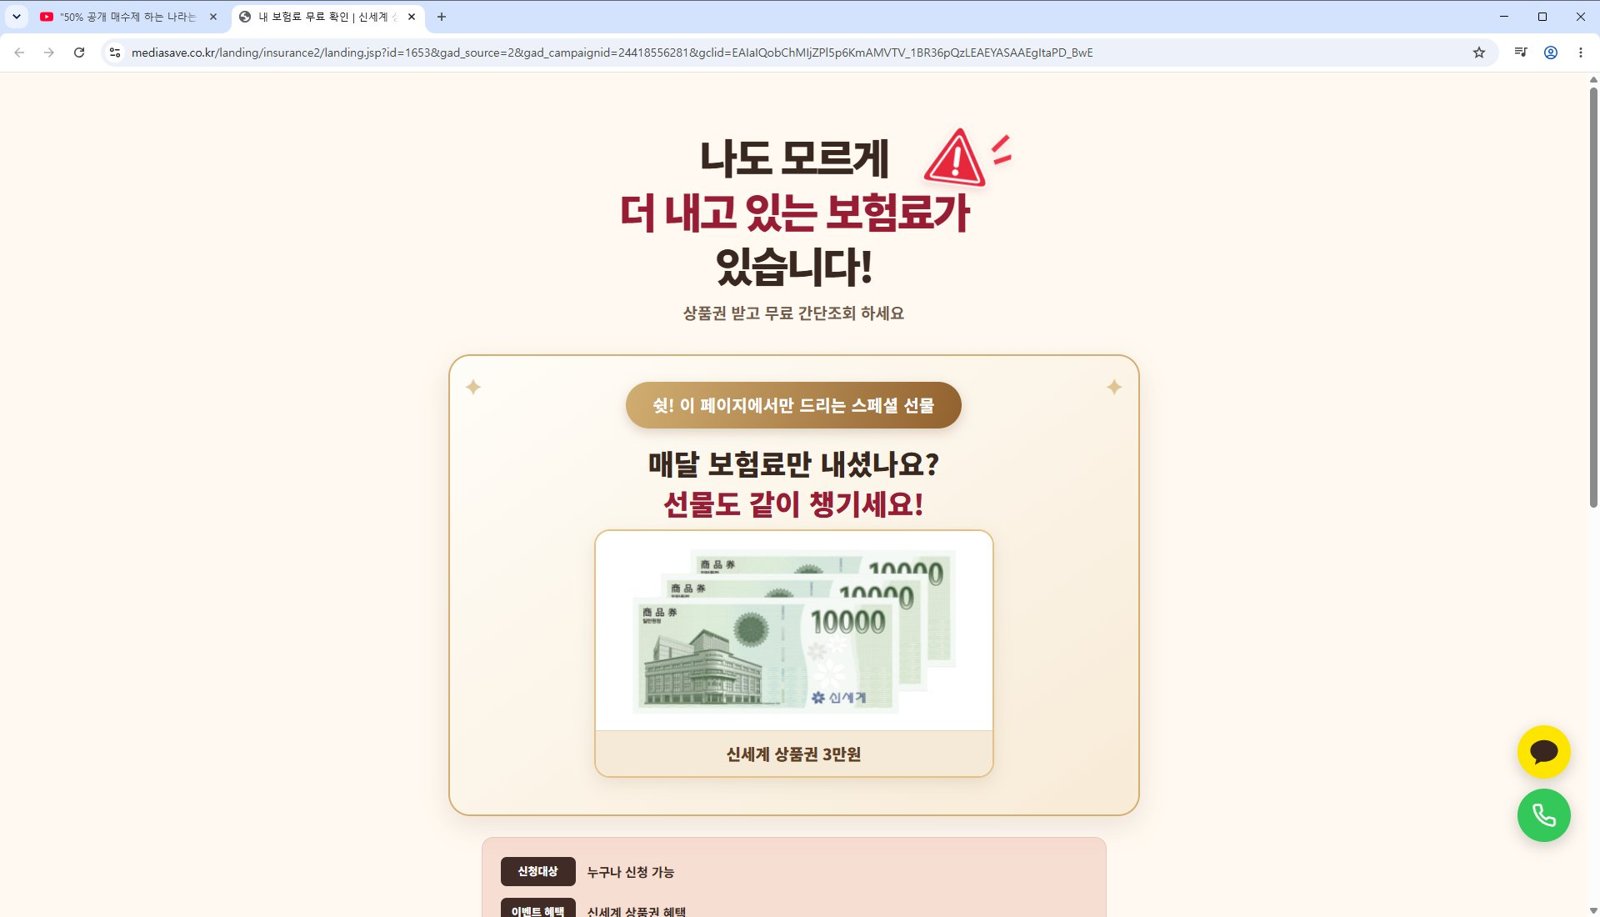 "50% 공개 매수제 하는 나라는
내 보험료 무료 확인 | 신세계
mediasave.co.kr/landing/insurance2/landing.jsp?id=1653&gad_source=2&gad_campaignid=24418556281&gclid=EAIaIQobChMIjZPI5p6KmAMVTV_1BR36pQzLEAEYASAAEgItaPD_BwE
나도 모르게
더 내고 있는 보험료가
있습니다!
상품권 받고 무료 간단조회 하세요
쉿! 이 페이지에서만 드리는 스페셜 선물
매달 보험료만 내셨나요?
선물도 같이 챙기세요!
商品券 10000
商品券 10000
商品券 10000
신세계
신세계 상품권 3만원
신청대상 누구나 신청 가능
이벤트 혜택 신세계 상품권 혜택